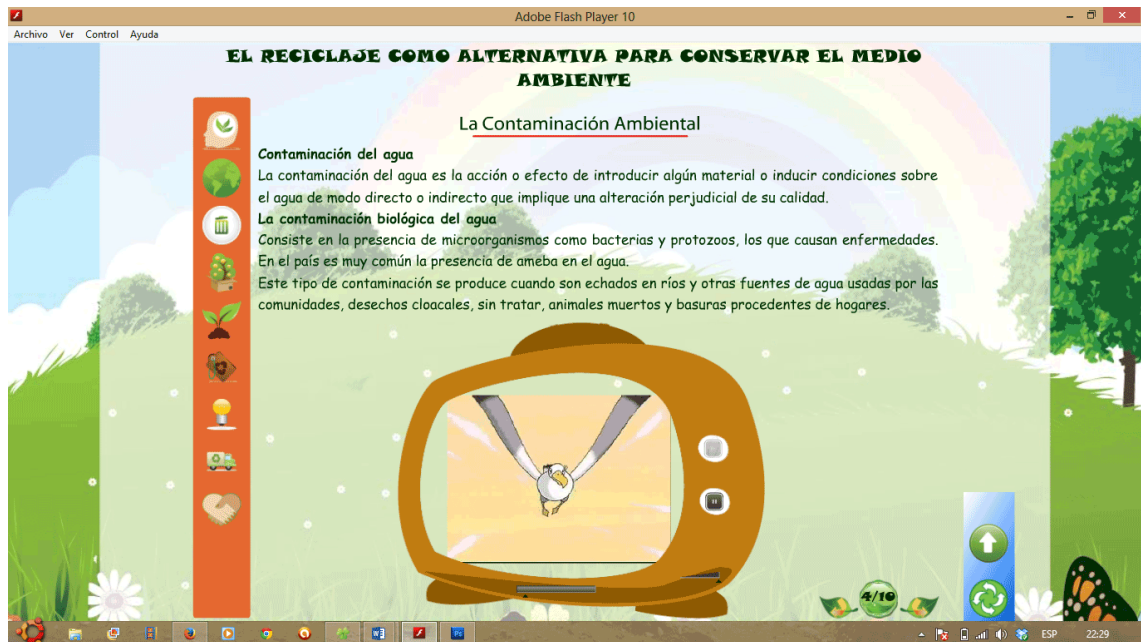 Adobe Flash Player 10
Archivo Ver Control Ayuda
EL RECICLAJE COMO ALTERNATIVA PARA CONSERVAR EL MEDIO
AMBIENTE
La Contaminación Ambiental
Contaminación del agua
La contaminación del agua es la acción o efecto de introducir algún material o inducir condiciones sobre
el agua de modo directo o indirecto que implique una alteración perjudicial de su calidad.
La contaminación biológica del agua
Consiste en la presencia de microorganismos como bacterias y protozoos, los que causan enfermedades.
En el país es muy común la presencia de ameba en el agua.
Este tipo de contaminación se produce cuando son echados en ríos y otras fuentes de agua usadas por las
comunidades, desechos cloacales, sin tratar, animales muertos y basuras procedentes de hogares.
4/10
ESP 22:29